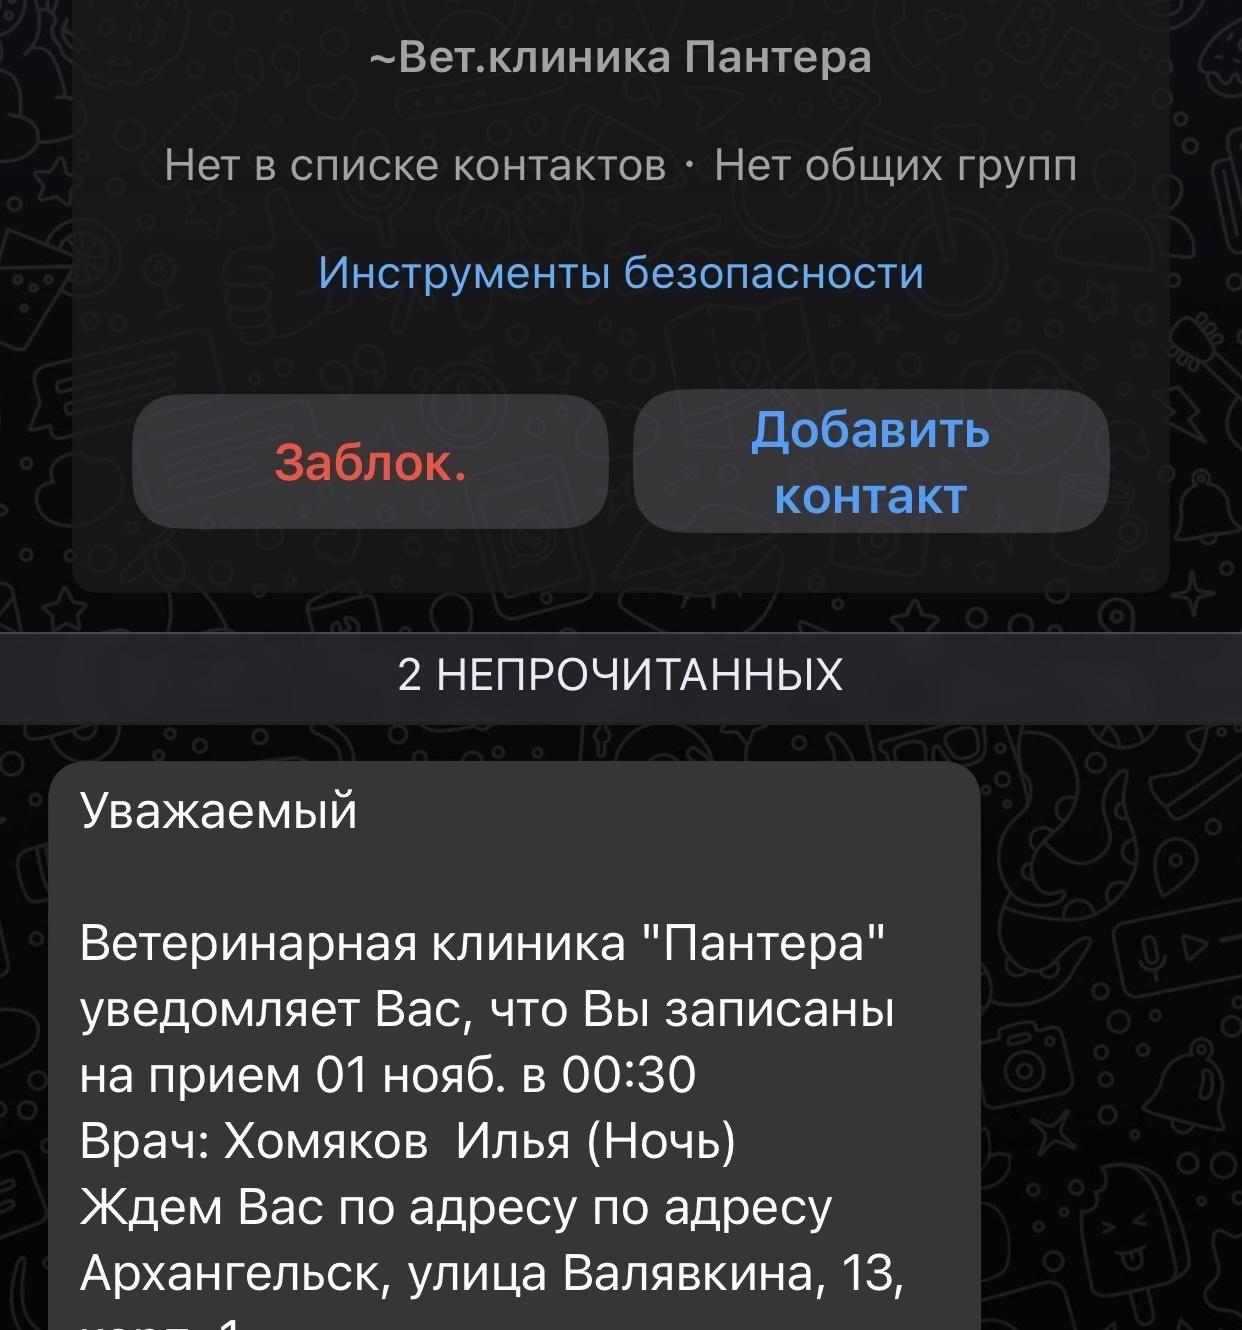 ~Вет.клиника Пантера
Нет в списке контактов · Нет общих групп
Инструменты безопасности
Заблок.
Добавить
контакт
2 НЕПРОЧИТАННЫХ
Уважаемый
Ветеринарная клиника "Пантера"
уведомляет Вас, что Вы записаны
на прием 01 нояб. в 00:30
Врач: Хомяков  Илья (Ночь)
Ждем Вас по адресу по адресу
Архангельск, улица Валявкина, 13,